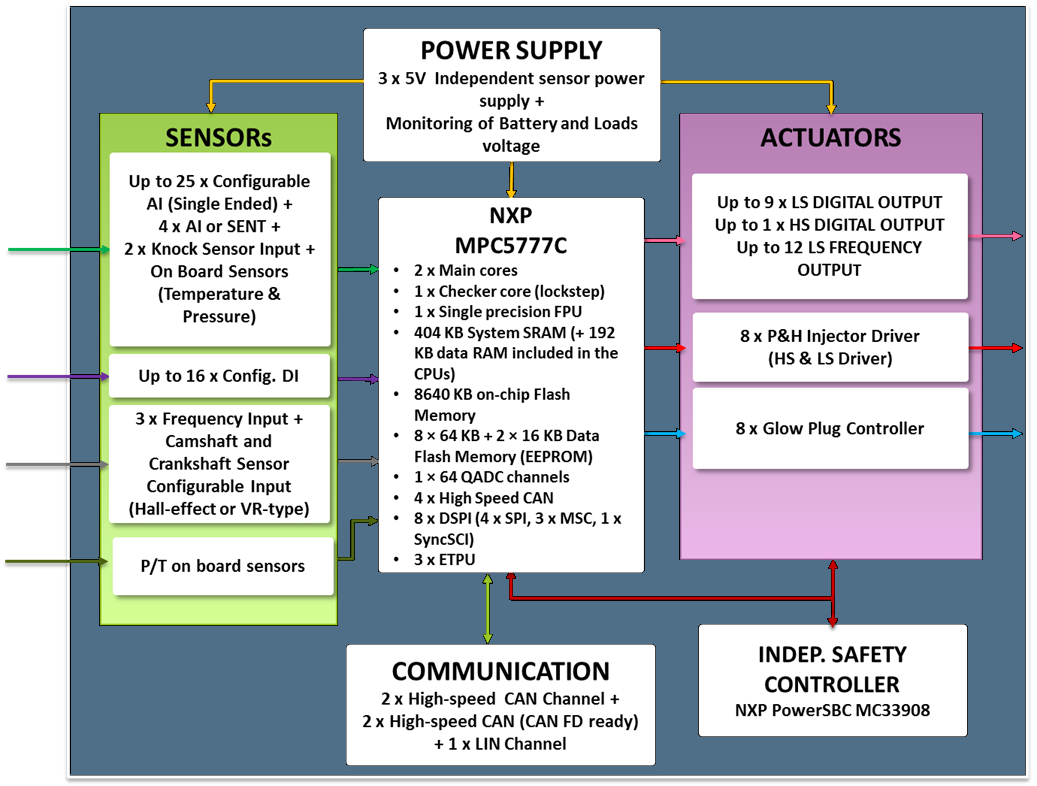 POWER SUPPLY
3 x 5V Independent sensor power
supply +
Monitoring of Battery and Loads
voltage
SENSORs
Up to 25 x Configurable
AI (Single Ended) +
4 x AI or SENT +
2 x Knock Sensor Input +
On Board Sensors
(Temperature &
Pressure)
Up to 16 x Config. DI
3 x Frequency Input +
Camshaft and
Crankshaft Sensor
Configurable Input
(Hall-effect or VR-type)
P/T on board sensors
NXP
MPC5777C
• 2 x Main cores
• 1 x Checker core (lockstep)
• 1 x Single precision FPU
• 404 KB System SRAM (+ 192
KB data RAM included in the
CPUs)
• 8640 KB on-chip Flash
Memory
• 8 × 64 KB + 2 × 16 KB Data
Flash Memory (EEPROM)
• 1 × 64 QADC channels
• 4 x High Speed CAN
• 8 x DSPI (4 x SPI, 3 x MSC, 1 x
SyncSCI)
• 3 x ETPU
ACTUATORS
Up to 9 x LS DIGITAL OUTPUT
Up to 1 x HS DIGITAL OUTPUT
Up to 12 LS FREQUENCY
OUTPUT
8 x P&H Injector Driver
(HS & LS Driver)
8 x Glow Plug Controller
COMMUNICATION
2 x High-speed CAN Channel +
2 x High-speed CAN (CAN FD ready)
+ 1 x LIN Channel
INDEP. SAFETY
CONTROLLER
NXP PowerSBC MC33908